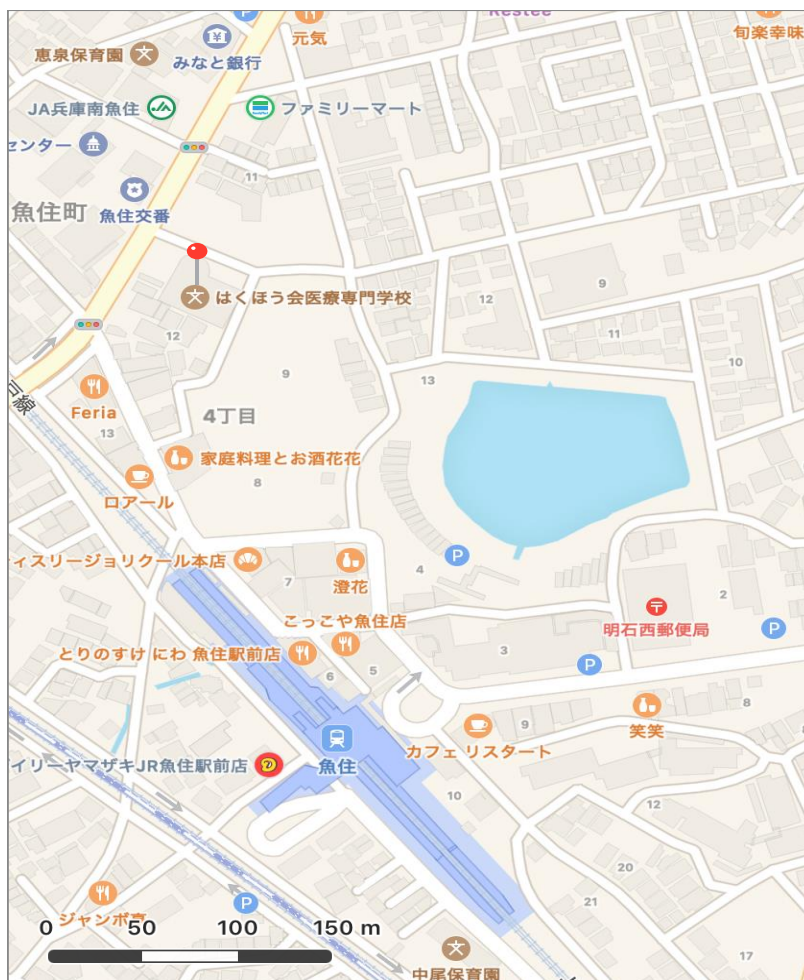 Restee
元気
旬楽幸味
恵泉保育園
みなと銀行
JA兵庫南魚住
ファミリーマート
センター
11
魚住町
魚住交番
はくほう会医療専門学校
12
12
9
11
10
9
13
Feria
4丁目
戸線
13
家庭料理とお酒花花
8
ロアール
P
ィスリージョリクール本店
7
澄花
4
2
こっこや魚住店
明石西郵便局
P
とりのすけ にわ 魚住駅前店
6
5
3
P
笑笑
8
カフェ リスタート
9
イリーヤマザキJR魚住駅前店
魚住
10
12
20
21
ジャンボ
P
0 50 100 150 m
中尾保育園
17